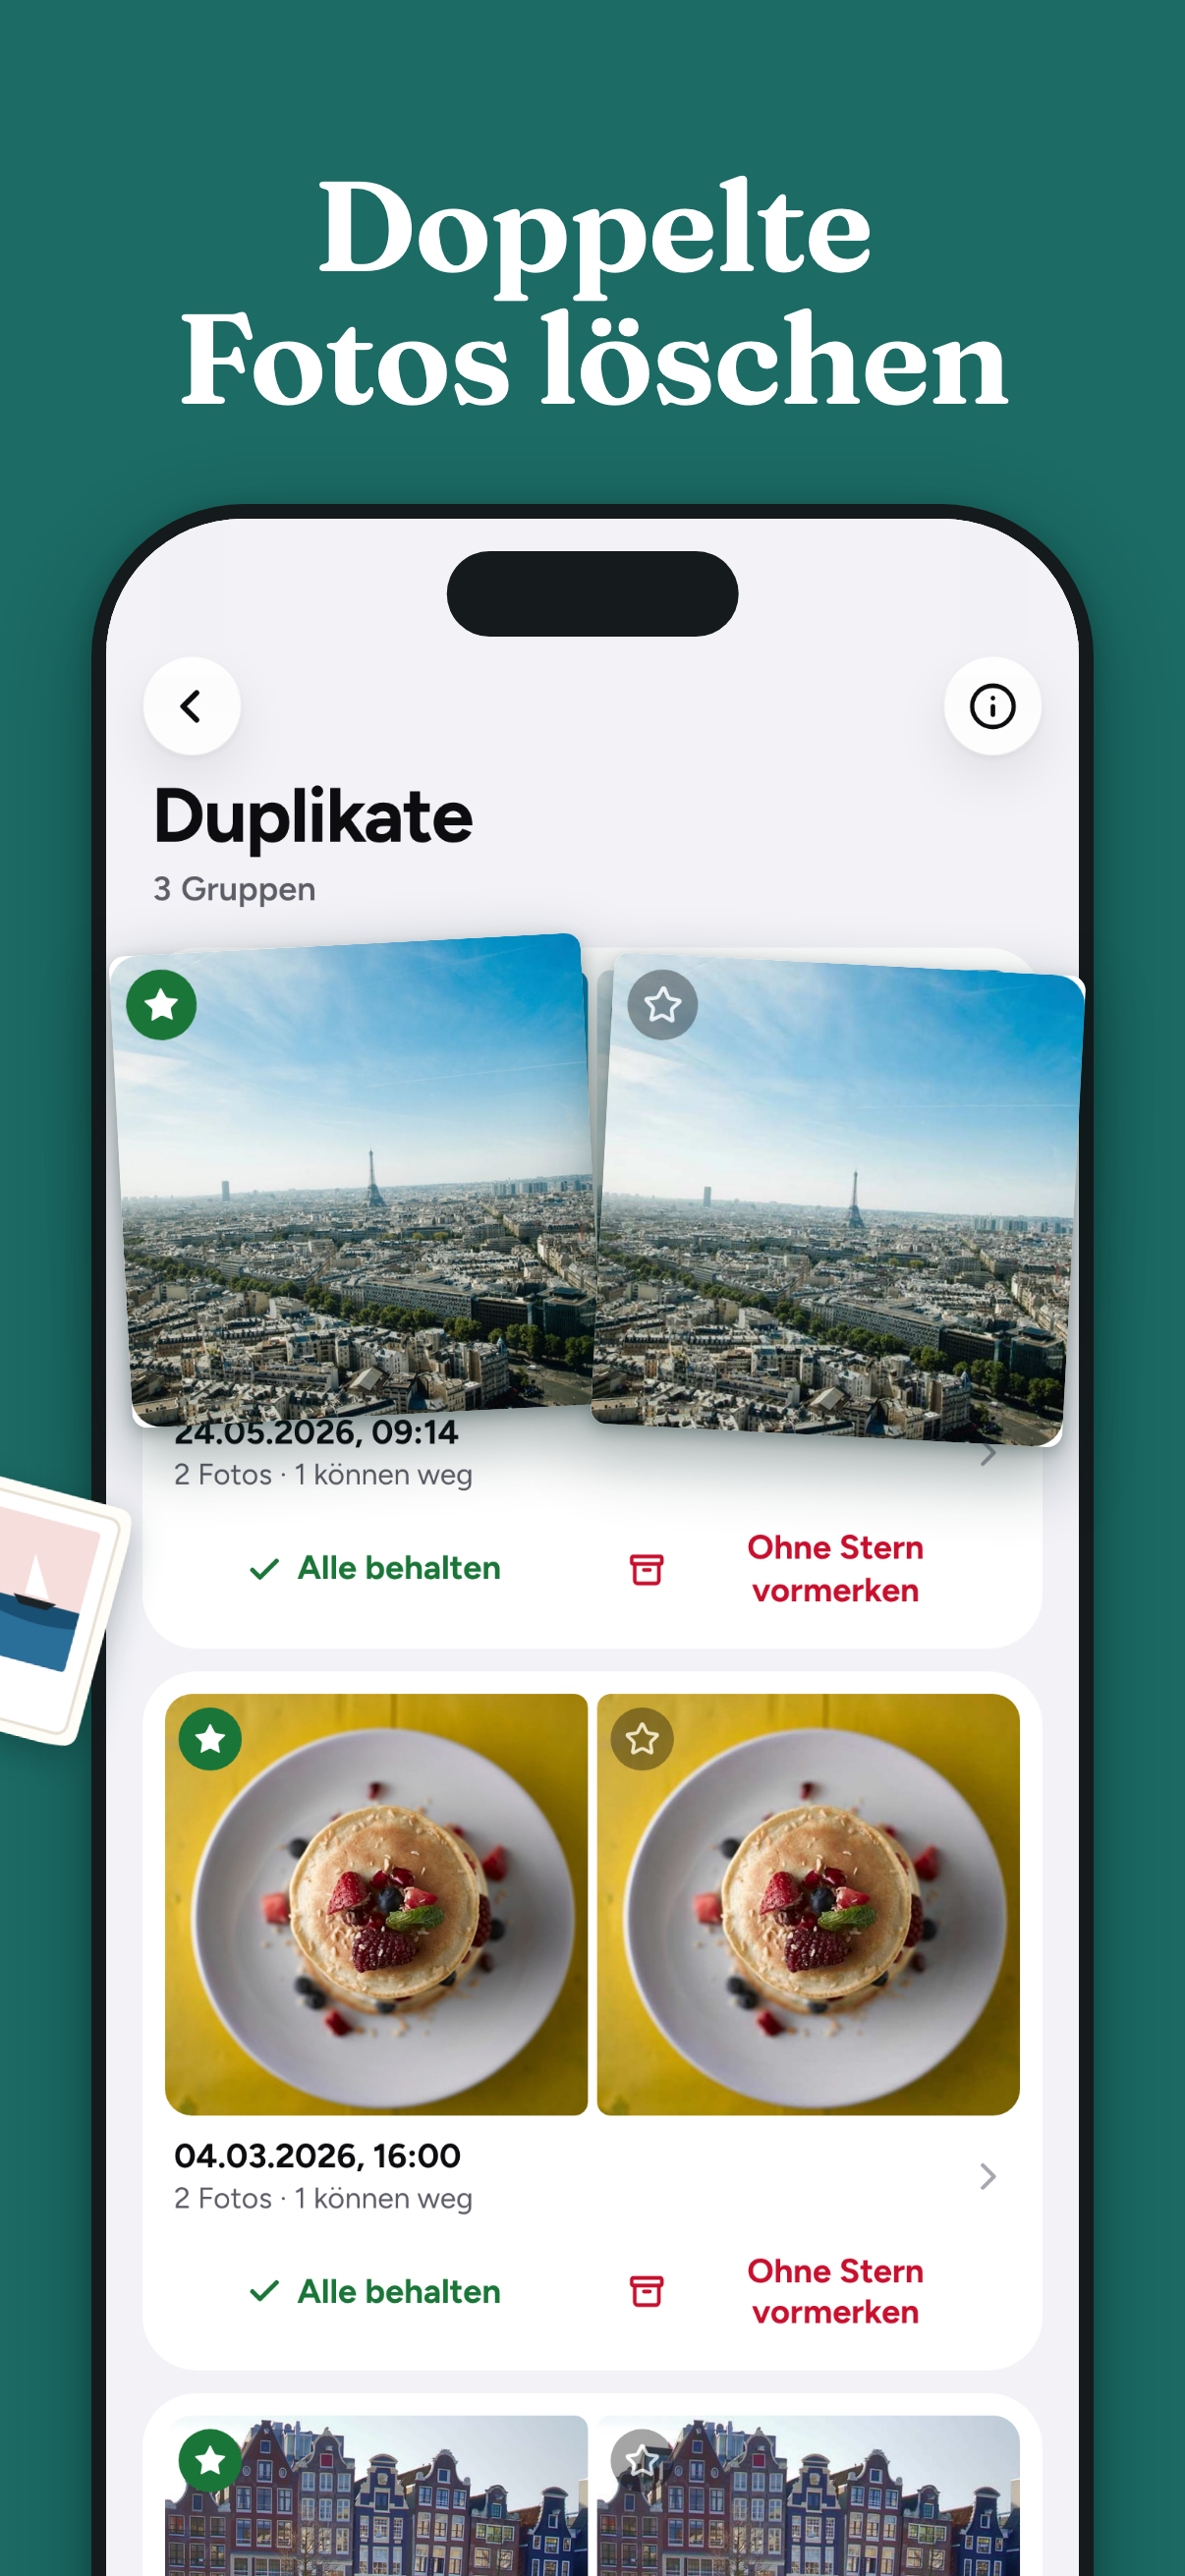 Doppelte
Fotos löschen
Duplikate
3 Gruppen
24.05.2026, 09:14
2 Fotos · 1 können weg
Alle behalten
Ohne Stern
vormerken
04.03.2026, 16:00
2 Fotos · 1 können weg
Alle behalten
Ohne Stern
vormerken